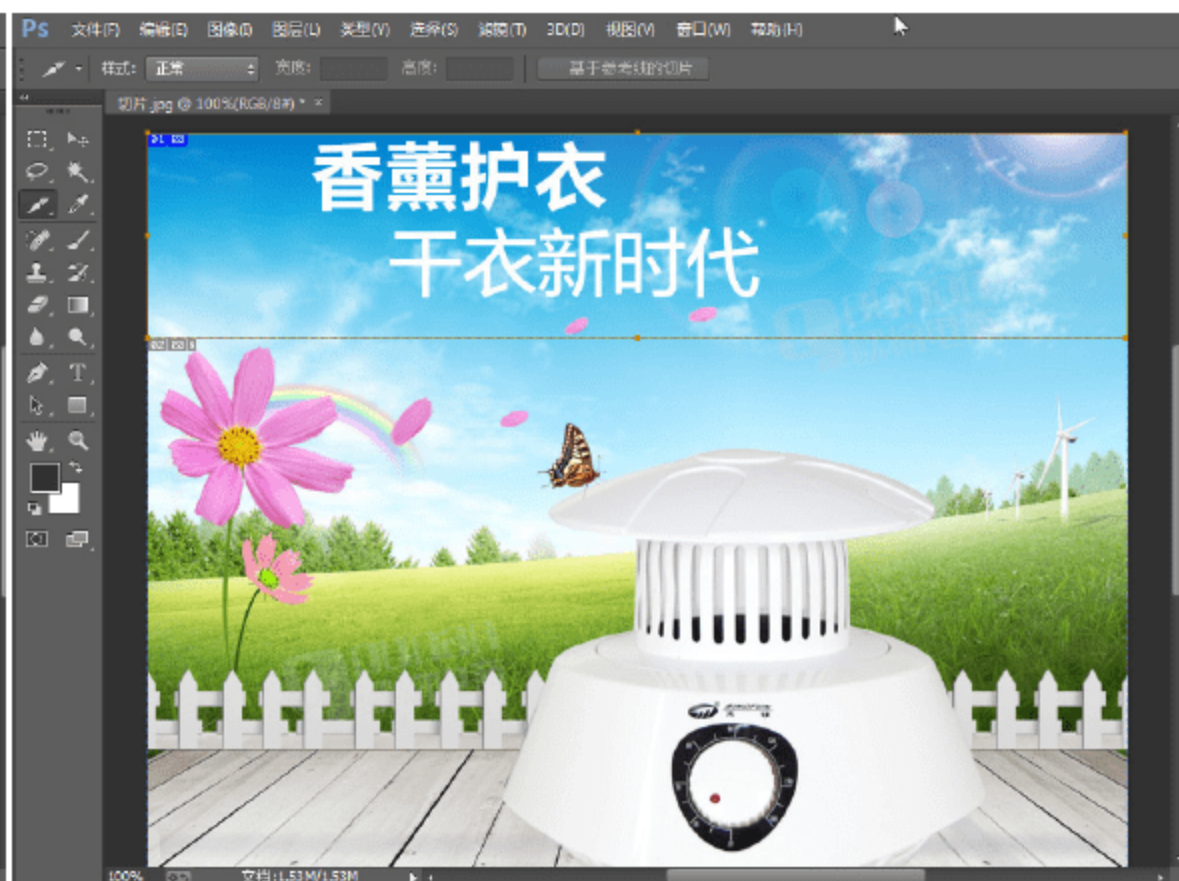 Ps 文件(F) 编辑(E) 图像(I) 图层(L) 类型(Y) 选择(S) 滤镜(T) 3D(D) 视图(V) 窗口(W) 帮助(H)
样式: 正常 宽度: 高度: 基于参考线的切片
切片.jpg @ 100%(RGB/8#) *
01
香薰护衣
干衣新时代
02
100% 文档:1.53M/1.53M